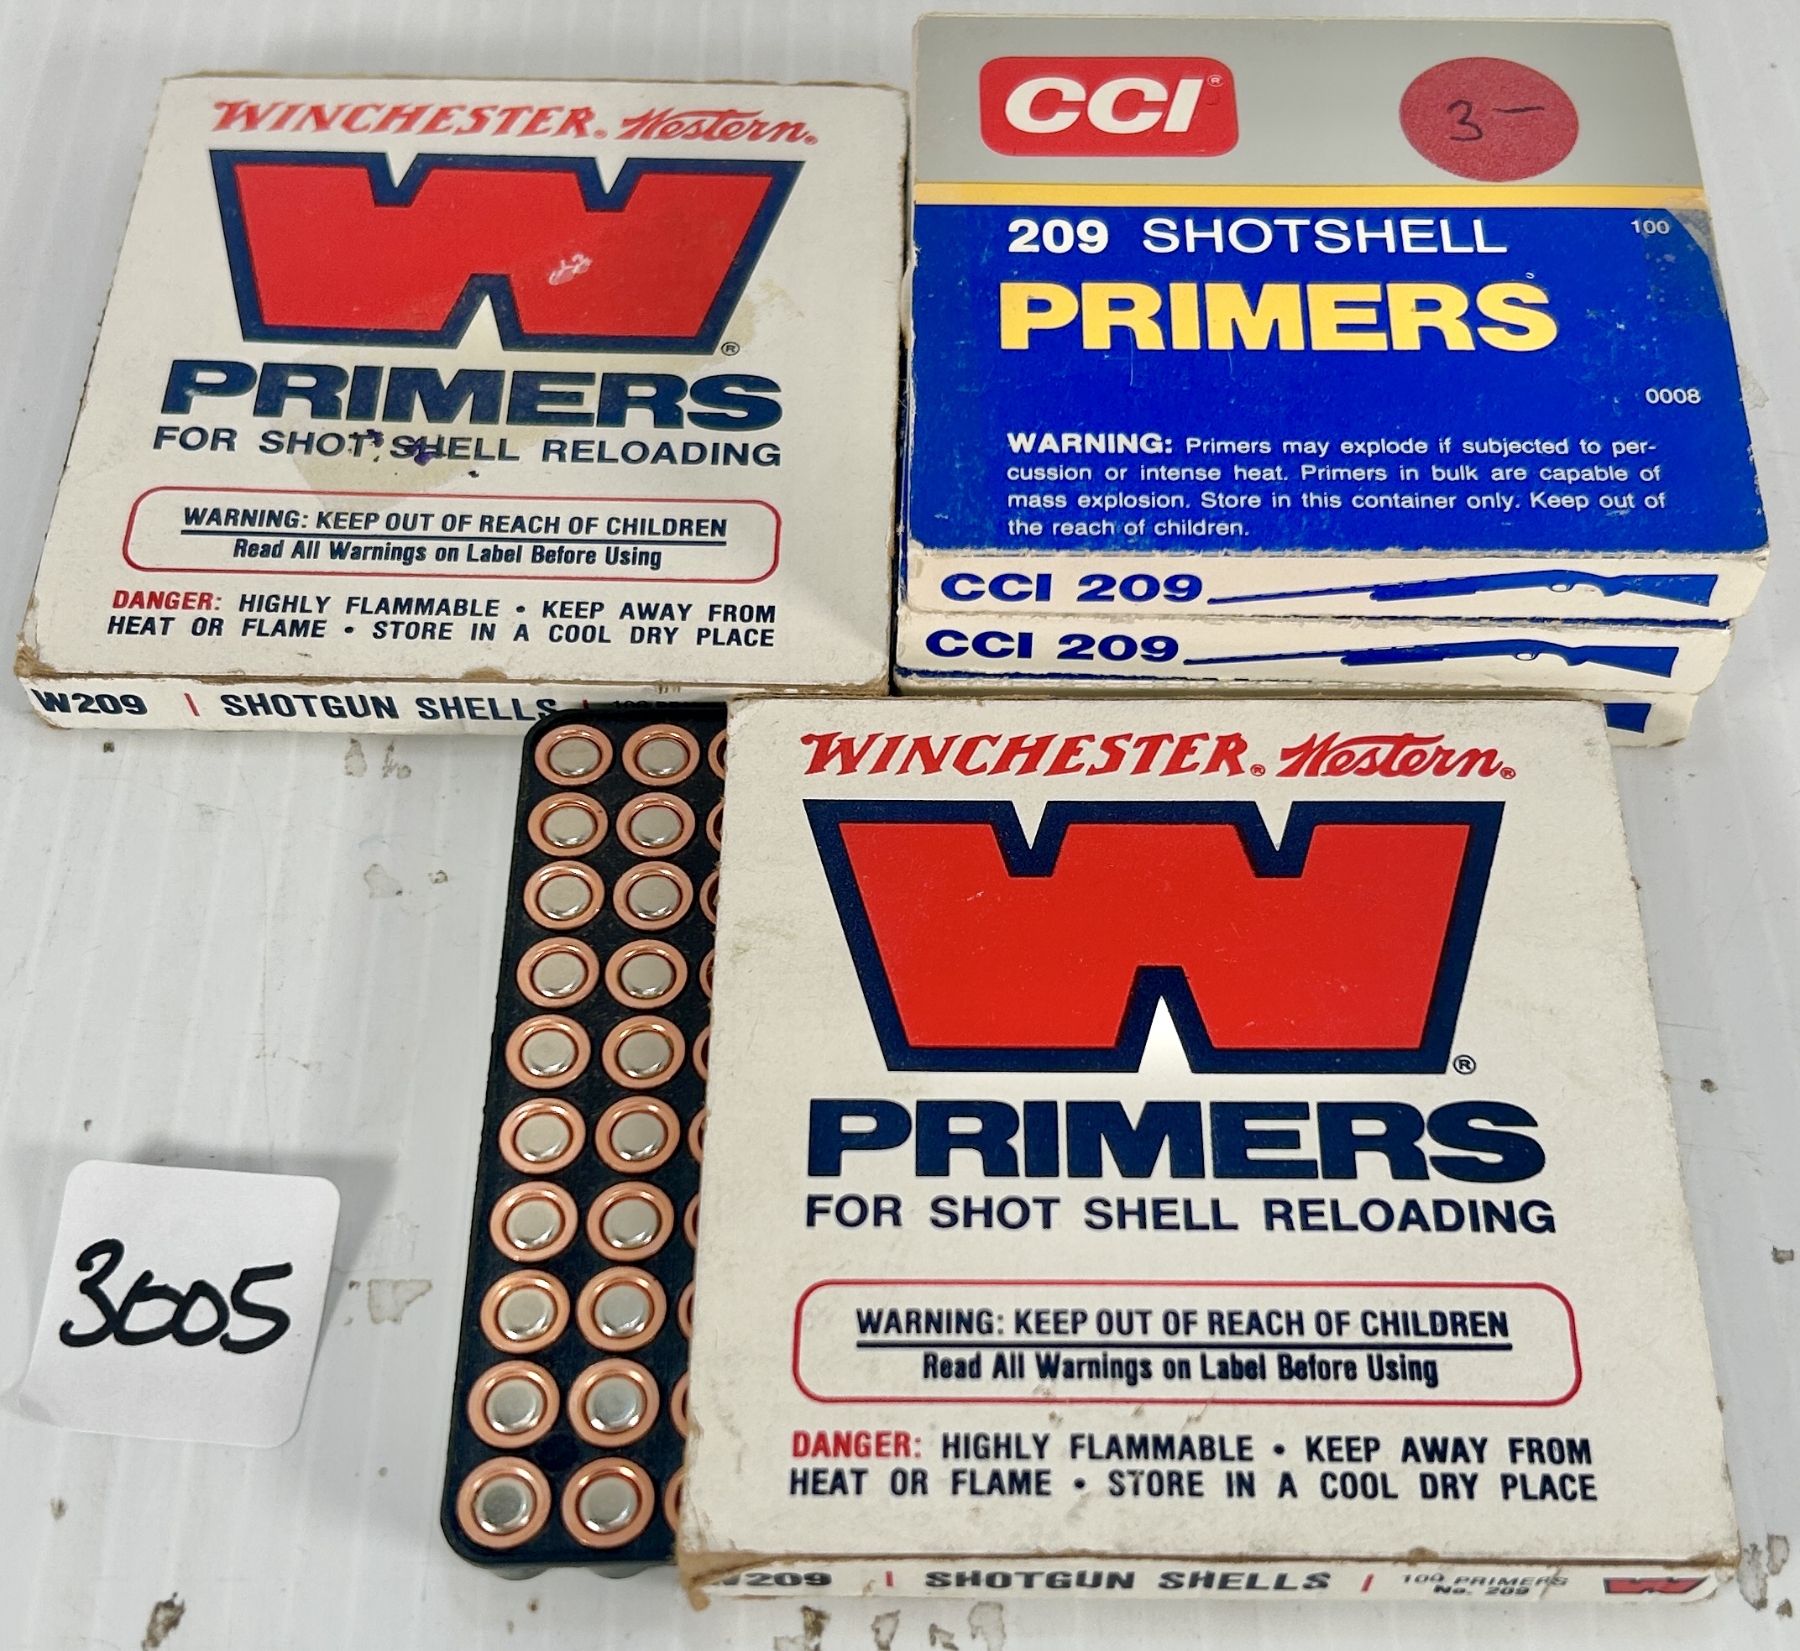 WINCHESTER® Western®
W®
PRIMERS
FOR SHOT SHELL RELOADING
WARNING: KEEP OUT OF REACH OF CHILDREN
Read All Warnings on Label Before Using
DANGER: HIGHLY FLAMMABLE • KEEP AWAY FROM
HEAT OR FLAME • STORE IN A COOL DRY PLACE
W209 | SHOTGUN SHELLS |
CCI®
3-
209 SHOTSHELL
100
PRIMERS
0008
WARNING: Primers may explode if subjected to per-
cussion or intense heat. Primers in bulk are capable of
mass explosion. Store in this container only. Keep out of
the reach of children.
CCI 209
CCI 209
WINCHESTER® Western®
W®
PRIMERS
FOR SHOT SHELL RELOADING
WARNING: KEEP OUT OF REACH OF CHILDREN
Read All Warnings on Label Before Using
DANGER: HIGHLY FLAMMABLE • KEEP AWAY FROM
HEAT OR FLAME • STORE IN A COOL DRY PLACE
W209 | SHOTGUN SHELLS | 100 PRIMERS
No. 209
W
3005